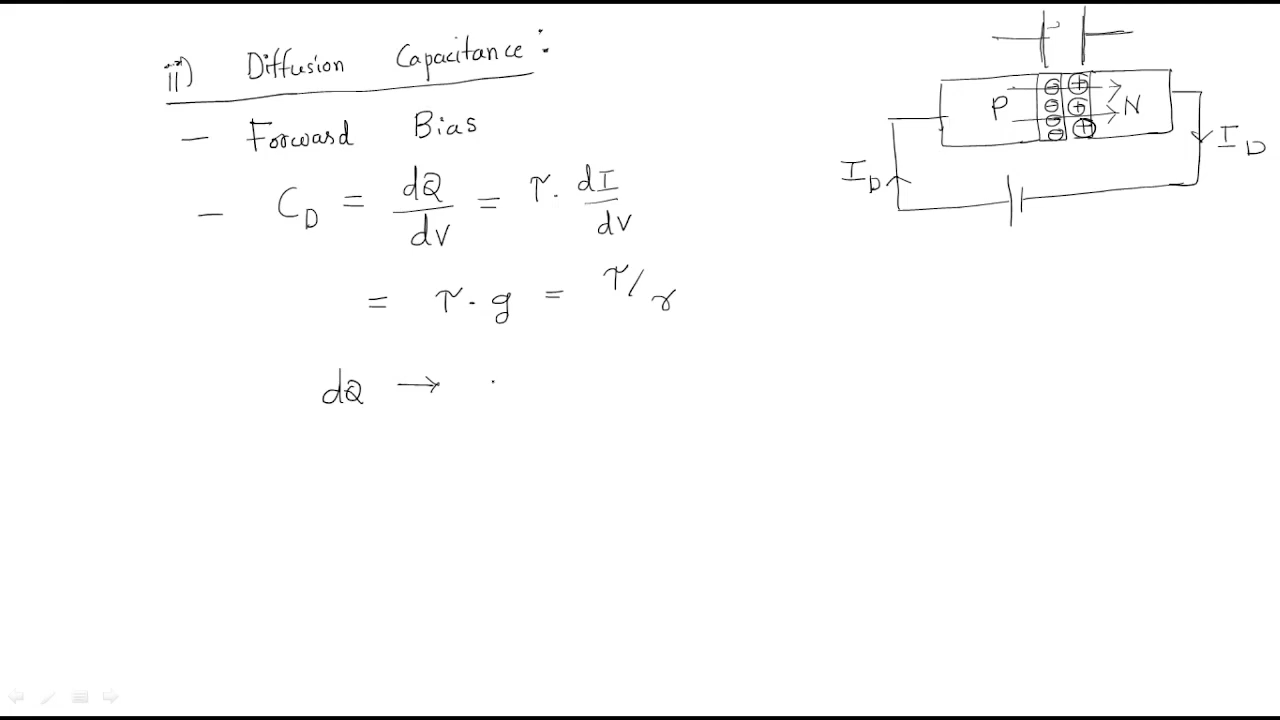 ii) Diffusion Capacitance:
– Forward Bias
– C_D = dQ/dV = τ · dI/dV
= τ · g = τ/r
dQ →
P ⊖ ⊕ N
⊖ ⊕
⊖ ⊕
⊖
I_D
I_D